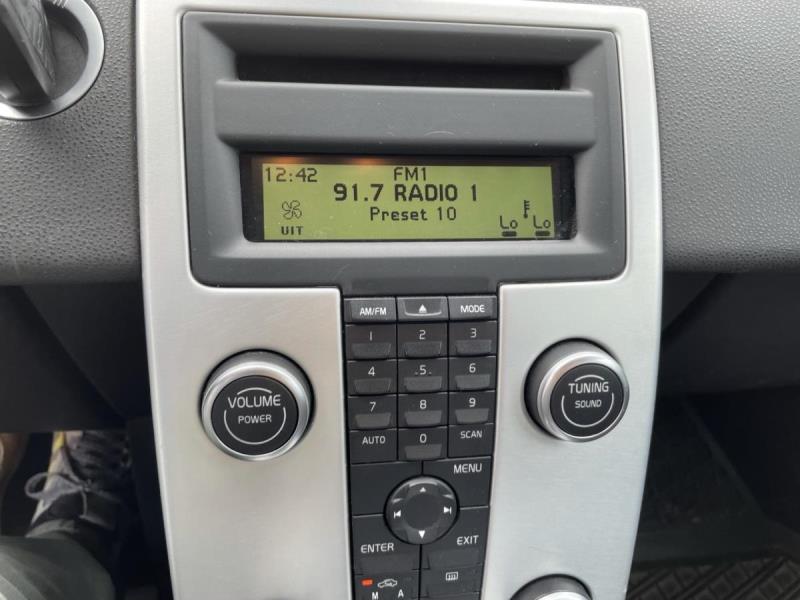 12:42 FM1
91.7 RADIO 1
Preset 10
UIT Lo Lo
AM/FM MODE
1 2 3
4 5 6
7 8 9
AUTO 0 SCAN
VOLUME
POWER
TUNING
SOUND
MENU
ENTER EXIT
M A